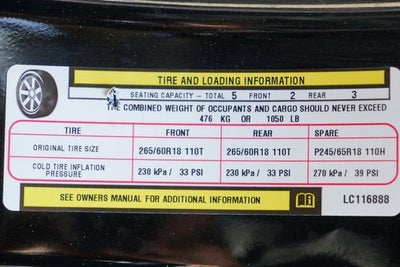 TIRE AND LOADING INFORMATION
SEATING CAPACITY - TOTAL 5 FRONT 2 REAR 3
THE COMBINED WEIGHT OF OCCUPANTS AND CARGO SHOULD NEVER EXCEED
476 KG OR 1050 LB
TIRE FRONT REAR SPARE
ORIGINAL TIRE SIZE 265/60R18 110T 265/60R18 110T P245/65R18 110H
COLD TIRE INFLATION
PRESSURE 230 kPa / 33 PSI 230 kPa / 33 PSI 270 kPa / 39 PSI
SEE OWNERS MANUAL FOR ADDITIONAL INFORMATION LC116888